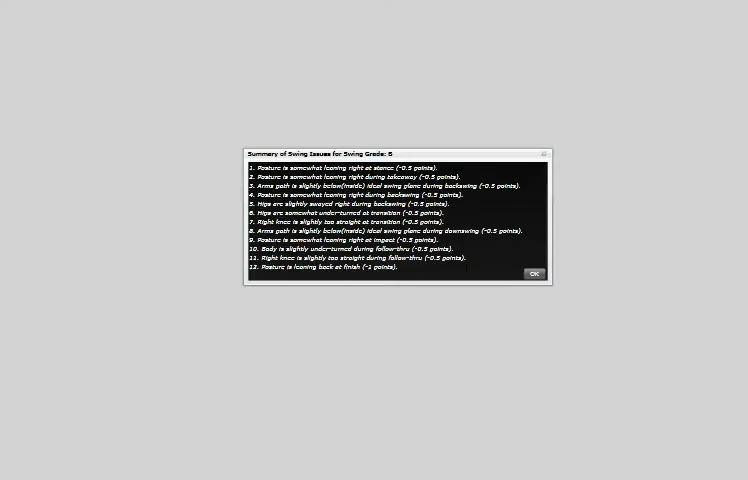 Summary of Swing Issues for Swing Grade: B
1. Posture is somewhat leaning right at stance (-0.5 points).
2. Posture is somewhat leaning right during takeaway (-0.5 points).
3. Arms path is slightly below(inside) ideal swing plane during backswing (-0.5 points).
4. Posture is somewhat leaning right during backswing (-0.5 points).
5. Hips are slightly swayed right during backswing (-0.5 points).
6. Hips are somewhat under-turned at transition (-0.5 points).
7. Right knee is slightly too straight at transition (-0.5 points).
8. Arms path is slightly below(inside) ideal swing plane during downswing (-0.5 points).
9. Posture is somewhat leaning right at impact (-0.5 points).
10. Body is slightly under-turned during follow-thru (-0.5 points).
11. Right knee is slightly too straight during follow-thru (-0.5 points).
12. Posture is leaning back at finish (-1 points).
OK